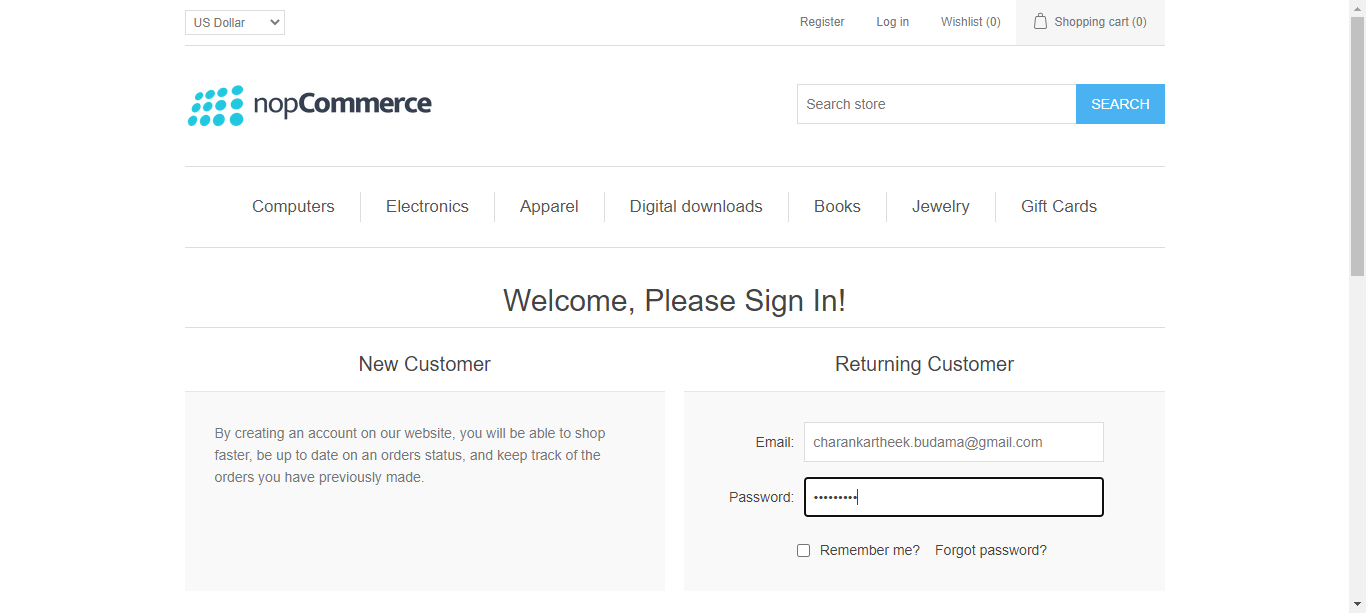 US Dollar
Register
Log in
Wishlist (0)
Shopping cart (0)
nopCommerce
Search store
SEARCH
Computers
Electronics
Apparel
Digital downloads
Books
Jewelry
Gift Cards
Welcome, Please Sign In!
New Customer
By creating an account on our website, you will be able to shop
faster, be up to date on an orders status, and keep track of the
orders you have previously made.
Returning Customer
Email: charankartheek.budama@gmail.com
Password: •••••••••
Remember me? Forgot password?